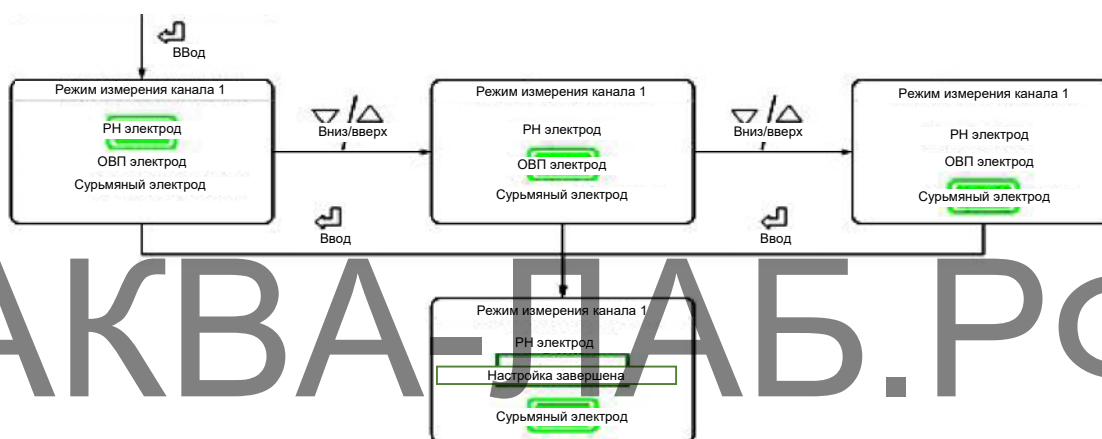 ВВод
Режим измерения канала 1
РН электрод
ОВП электрод
Сурьмяный электрод
Вниз/вверх
Режим измерения канала 1
РН электрод
ОВП электрод
Сурьмяный электрод
Вниз/вверх
Режим измерения канала 1
РН электрод
ОВП электрод
Сурьмяный электрод
Ввод
Ввод
АКВА-ЛАБ.РФ
Режим измерения канала 1
РН электрод
Настройка завершена
Сурьмяный электрод